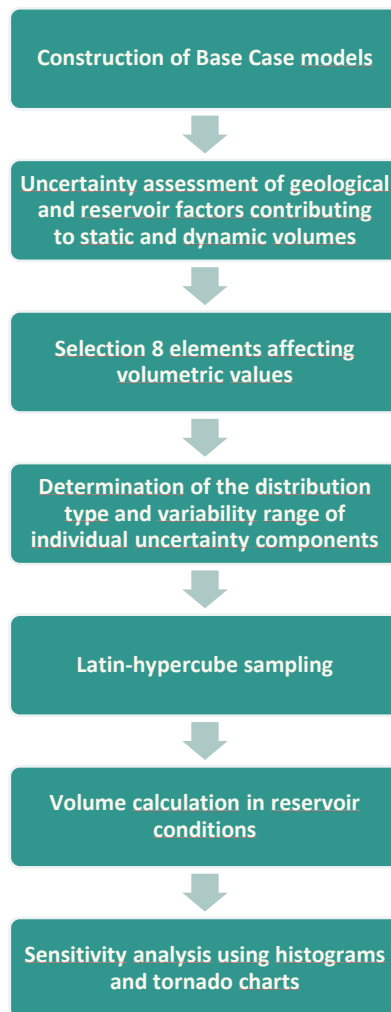 Construction of Base Case models
Uncertainty assessment of geological
and reservoir factors contributing
to static and dynamic volumes
Selection 8 elements affecting
volumetric values
Determination of the distribution
type and variability range of
individual uncertainty components
Latin-hypercube sampling
Volume calculation in reservoir
conditions
Sensitivity analysis using histograms
and tornado charts